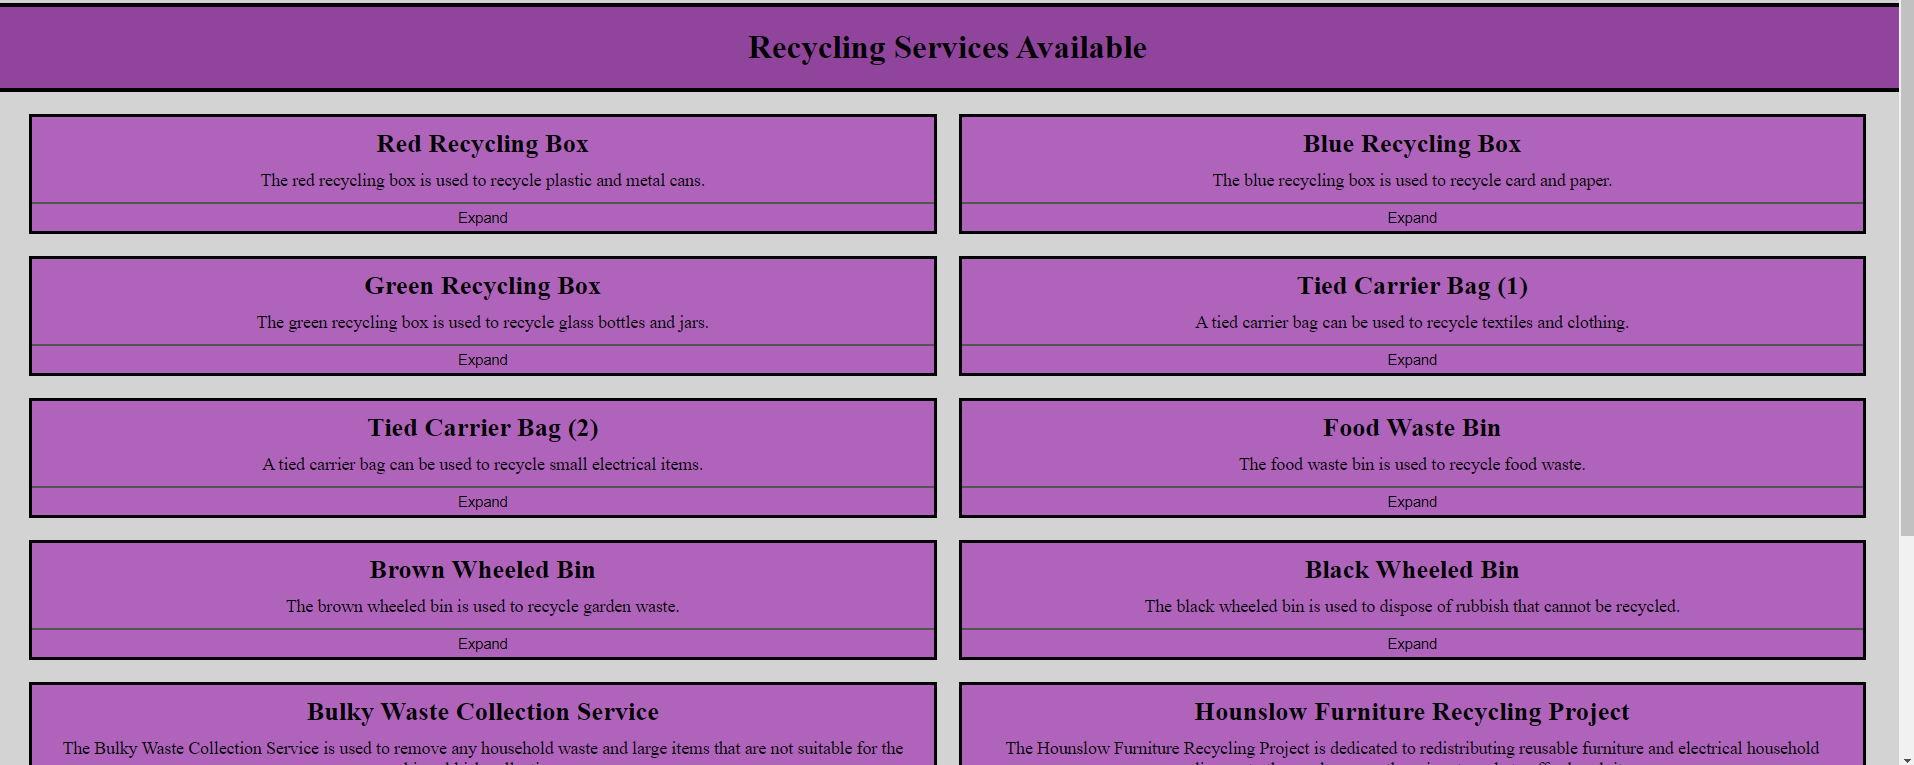 Recycling Services Available
Red Recycling Box
The red recycling box is used to recycle plastic and metal cans.
Expand
Blue Recycling Box
The blue recycling box is used to recycle card and paper.
Expand
Green Recycling Box
The green recycling box is used to recycle glass bottles and jars.
Expand
Tied Carrier Bag (1)
A tied carrier bag can be used to recycle textiles and clothing.
Expand
Tied Carrier Bag (2)
A tied carrier bag can be used to recycle small electrical items.
Expand
Food Waste Bin
The food waste bin is used to recycle food waste.
Expand
Brown Wheeled Bin
The brown wheeled bin is used to recycle garden waste.
Expand
Black Wheeled Bin
The black wheeled bin is used to dispose of rubbish that cannot be recycled.
Expand
Bulky Waste Collection Service
The Bulky Waste Collection Service is used to remove any household waste and large items that are not suitable for the
Hounslow Furniture Recycling Project
The Hounslow Furniture Recycling Project is dedicated to redistributing reusable furniture and electrical household